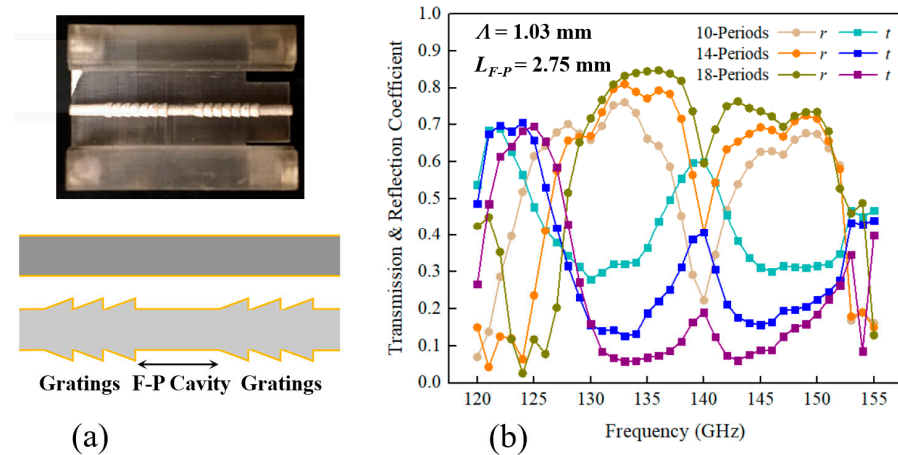 Gratings F-P Cavity Gratings
(a)
Λ = 1.03 mm
L_F-P = 2.75 mm
10-Periods r t
14-Periods r t
18-Periods r t
Transmission & Reflection Coefficient
1.0
0.9
0.8
0.7
0.6
0.5
0.4
0.3
0.2
0.1
0.0
120 125 130 135 140 145 150 155
Frequency (GHz)
(b)